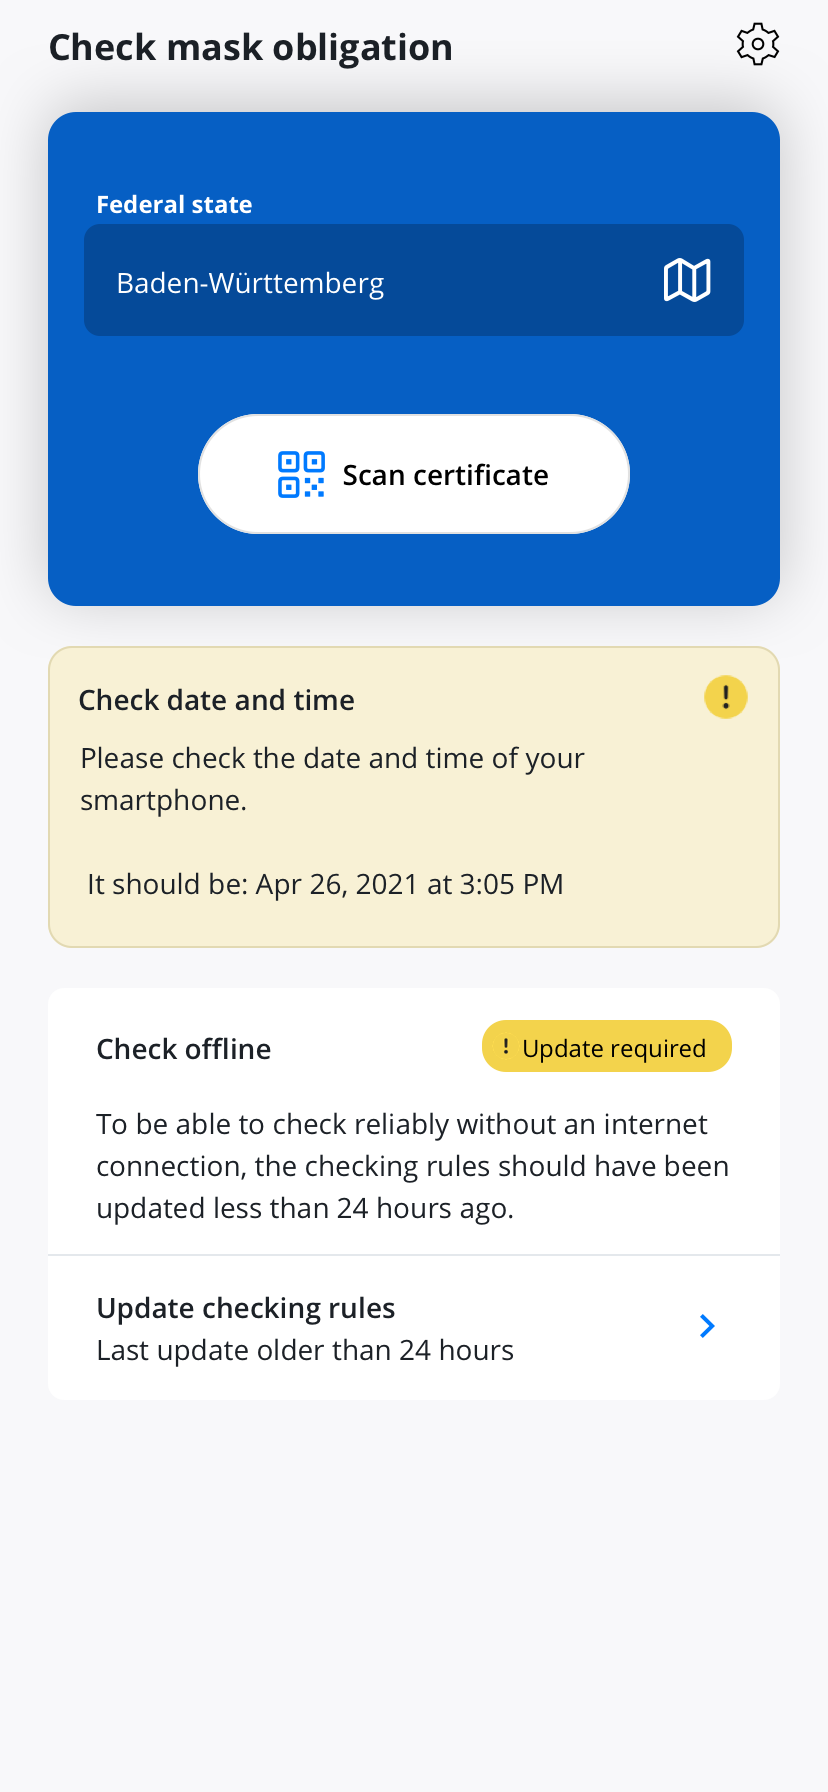 Check mask obligation
Federal state
Baden-Württemberg
Scan certificate
Check date and time
Please check the date and time of your
smartphone.
It should be: Apr 26, 2021 at 3:05 PM
Check offline
! Update required
To be able to check reliably without an internet
connection, the checking rules should have been
updated less than 24 hours ago.
Update checking rules
Last update older than 24 hours